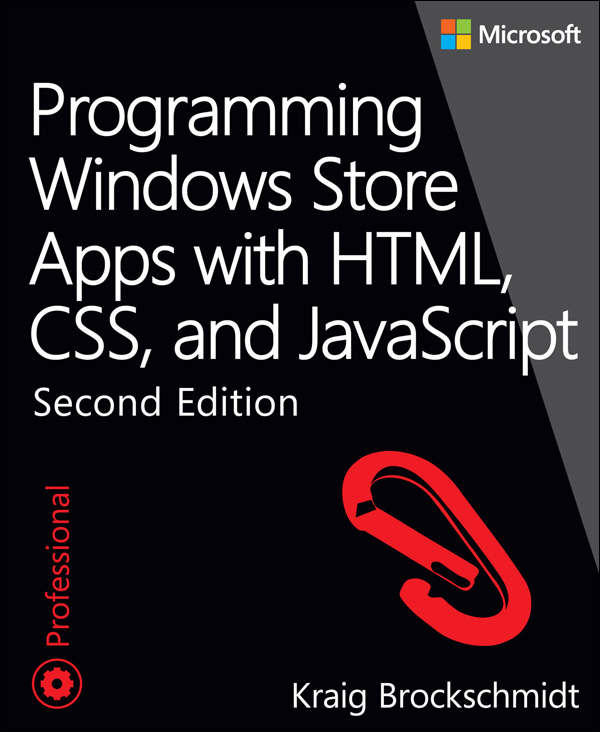 Microsoft
Programming
Windows Store
Apps with HTML,
CSS, and JavaScript
Second Edition
Professional
Kraig Brockschmidt